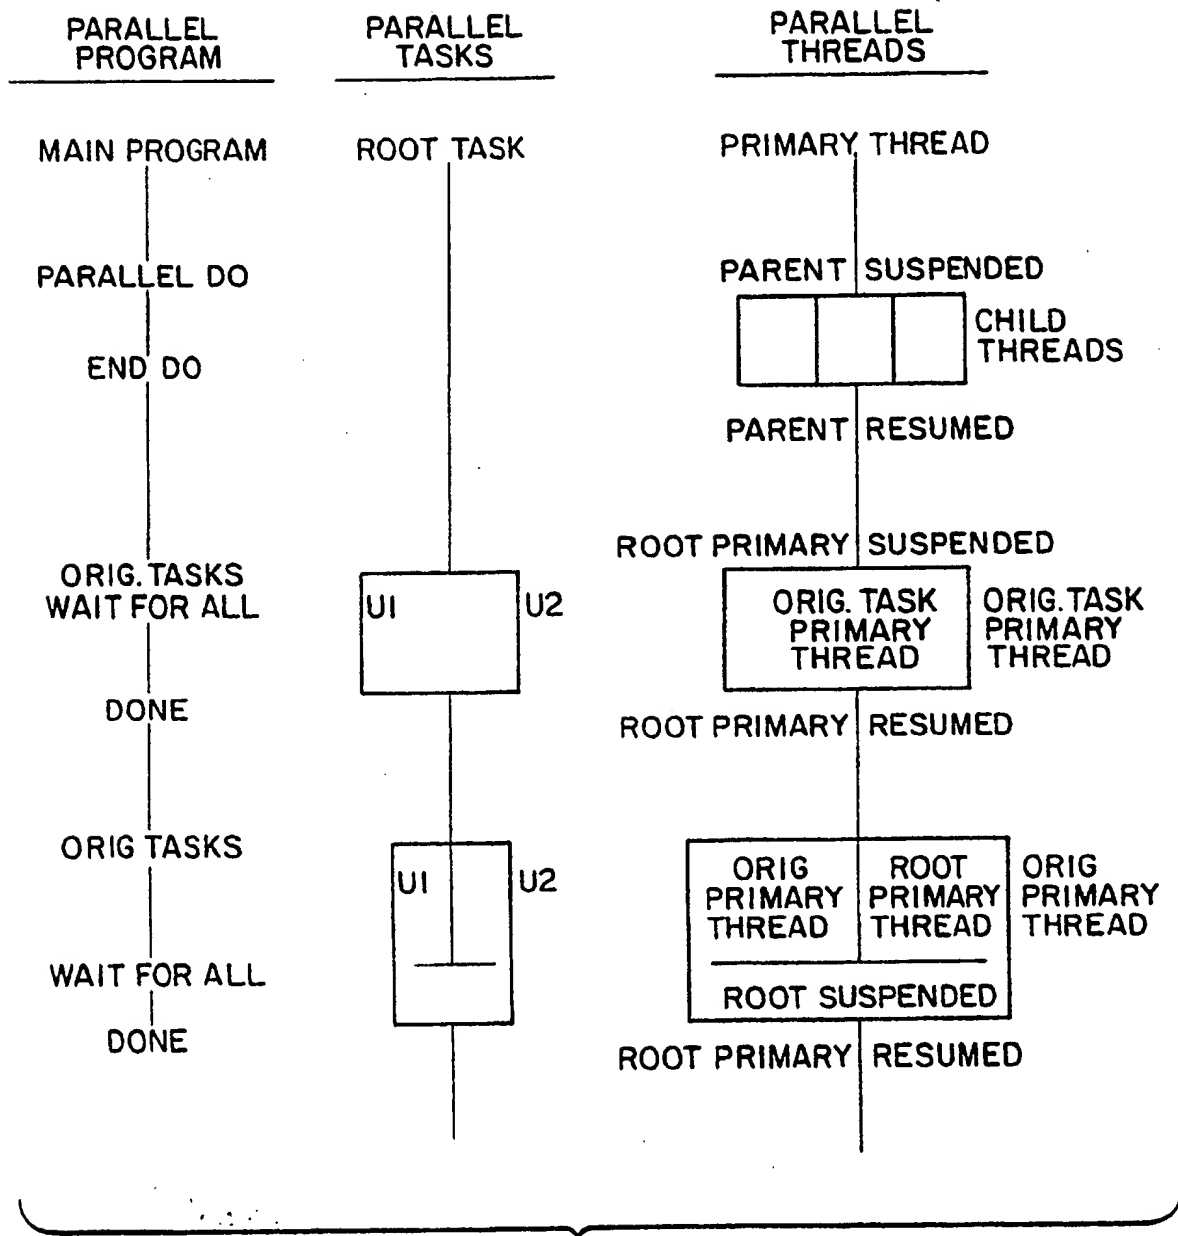 PARALLEL
PROGRAM
PARALLEL
TASKS
PARALLEL
THREADS
MAIN PROGRAM
ROOT TASK
PRIMARY THREAD
PARALLEL DO
PARENT SUSPENDED
CHILD
THREADS
END DO
PARENT RESUMED
ROOT PRIMARY SUSPENDED
ORIG. TASKS
WAIT FOR ALL
U1
U2
ORIG. TASK
PRIMARY
THREAD
ORIG. TASK
PRIMARY
THREAD
DONE
ROOT PRIMARY RESUMED
ORIG TASKS
U1
U2
ORIG
PRIMARY
THREAD
ROOT
PRIMARY
THREAD
ORIG
PRIMARY
THREAD
WAIT FOR ALL
ROOT SUSPENDED
DONE
ROOT PRIMARY RESUMED